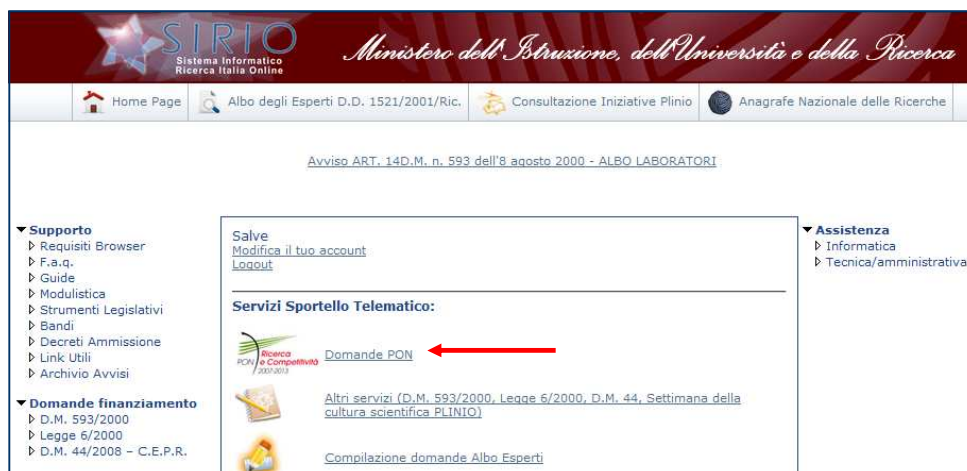 SIRIO
Sistema Informatico
Ricerca Italia Online
Ministero dell'Istruzione, dell'Università e della Ricerca
Home Page
Albo degli Esperti D.D. 1521/2001/Ric.
Consultazione Iniziative Plinio
Anagrafe Nazionale delle Ricerche
Avviso ART. 14D.M. n. 593 dell'8 agosto 2000 - ALBO LABORATORI
Supporto
Requisiti Browser
F.a.q.
Guide
Modulistica
Strumenti Legislativi
Bandi
Decreti Ammissione
Link Utili
Archivio Avvisi
Domande finanziamento
D.M. 593/2000
Legge 6/2000
D.M. 44/2008 – C.E.P.R.
Salve
Modifica il tuo account
Logout
Servizi Sportello Telematico:
PON Ricerca
e Competitività
2007-2013
Domande PON
Altri servizi (D.M. 593/2000, Legge 6/2000, D.M. 44, Settimana della
cultura scientifica PLINIO)
Compilazione domande Albo Esperti
Assistenza
Informatica
Tecnica/amministrativa